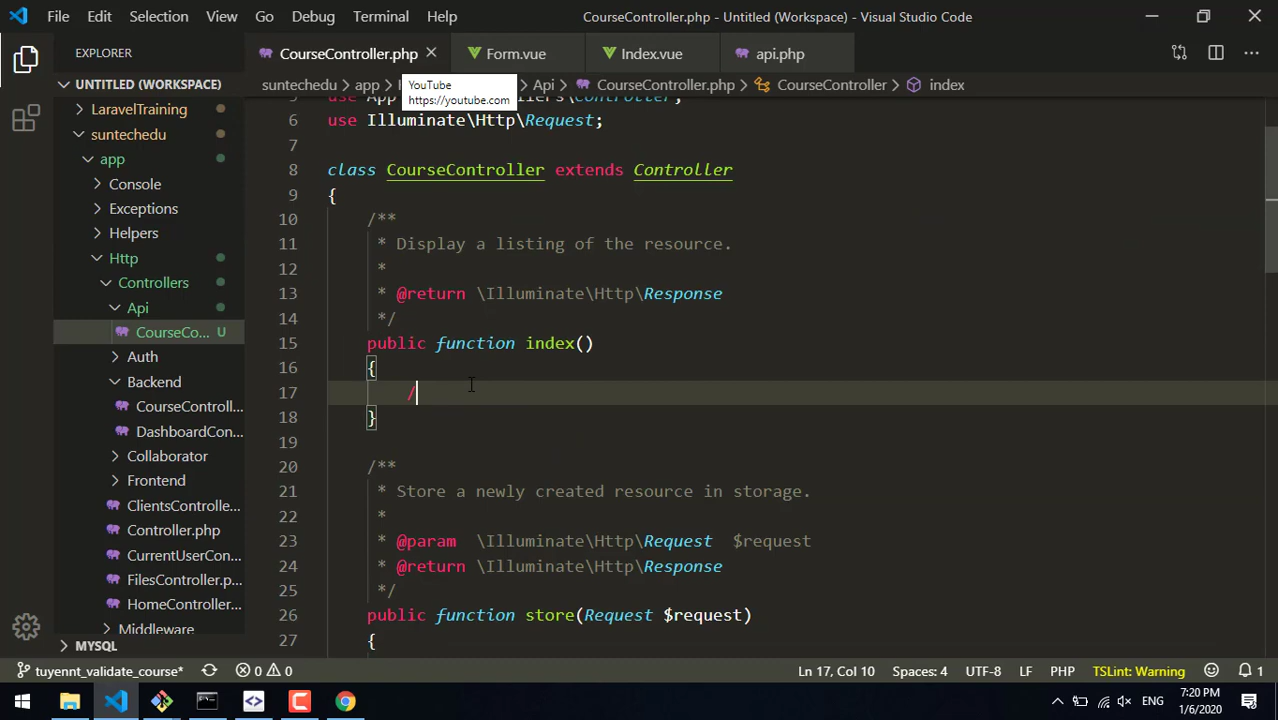 File Edit Selection View Go Debug Terminal Help
CourseController.php - Untitled (Workspace) - Visual Studio Code
EXPLORER
CourseController.php
Form.vue
Index.vue
api.php
UNTITLED (WORKSPACE)
suntechedu
app
Api
CourseController.php
CourseController
index
YouTube
https://youtube.com
LaravelTraining
suntechedu
app
Console
Exceptions
Helpers
Http
Controllers
Api
CourseCo... U
Auth
Backend
CourseControll...
DashboardCon...
Collaborator
Frontend
ClientsControlle...
Controller.php
CurrentUserCon...
FilesController.p...
HomeController...
Middleware
MYSQL
6 use Illuminate\Http\Request;
7
8 class CourseController extends Controller
9 {
10 /**
11 * Display a listing of the resource.
12 *
13 * @return \Illuminate\Http\Response
14 */
15 public function index()
16 {
17 /
18 }
19
20 /**
21 * Store a newly created resource in storage.
22 *
23 * @param  \Illuminate\Http\Request  $request
24 * @return \Illuminate\Http\Response
25 */
26 public function store(Request $request)
27 {
tuyennt_validate_course* 0 0
Ln 17, Col 10 Spaces: 4 UTF-8 LF PHP TSLint: Warning 1
ENG
7:20 PM
1/6/2020